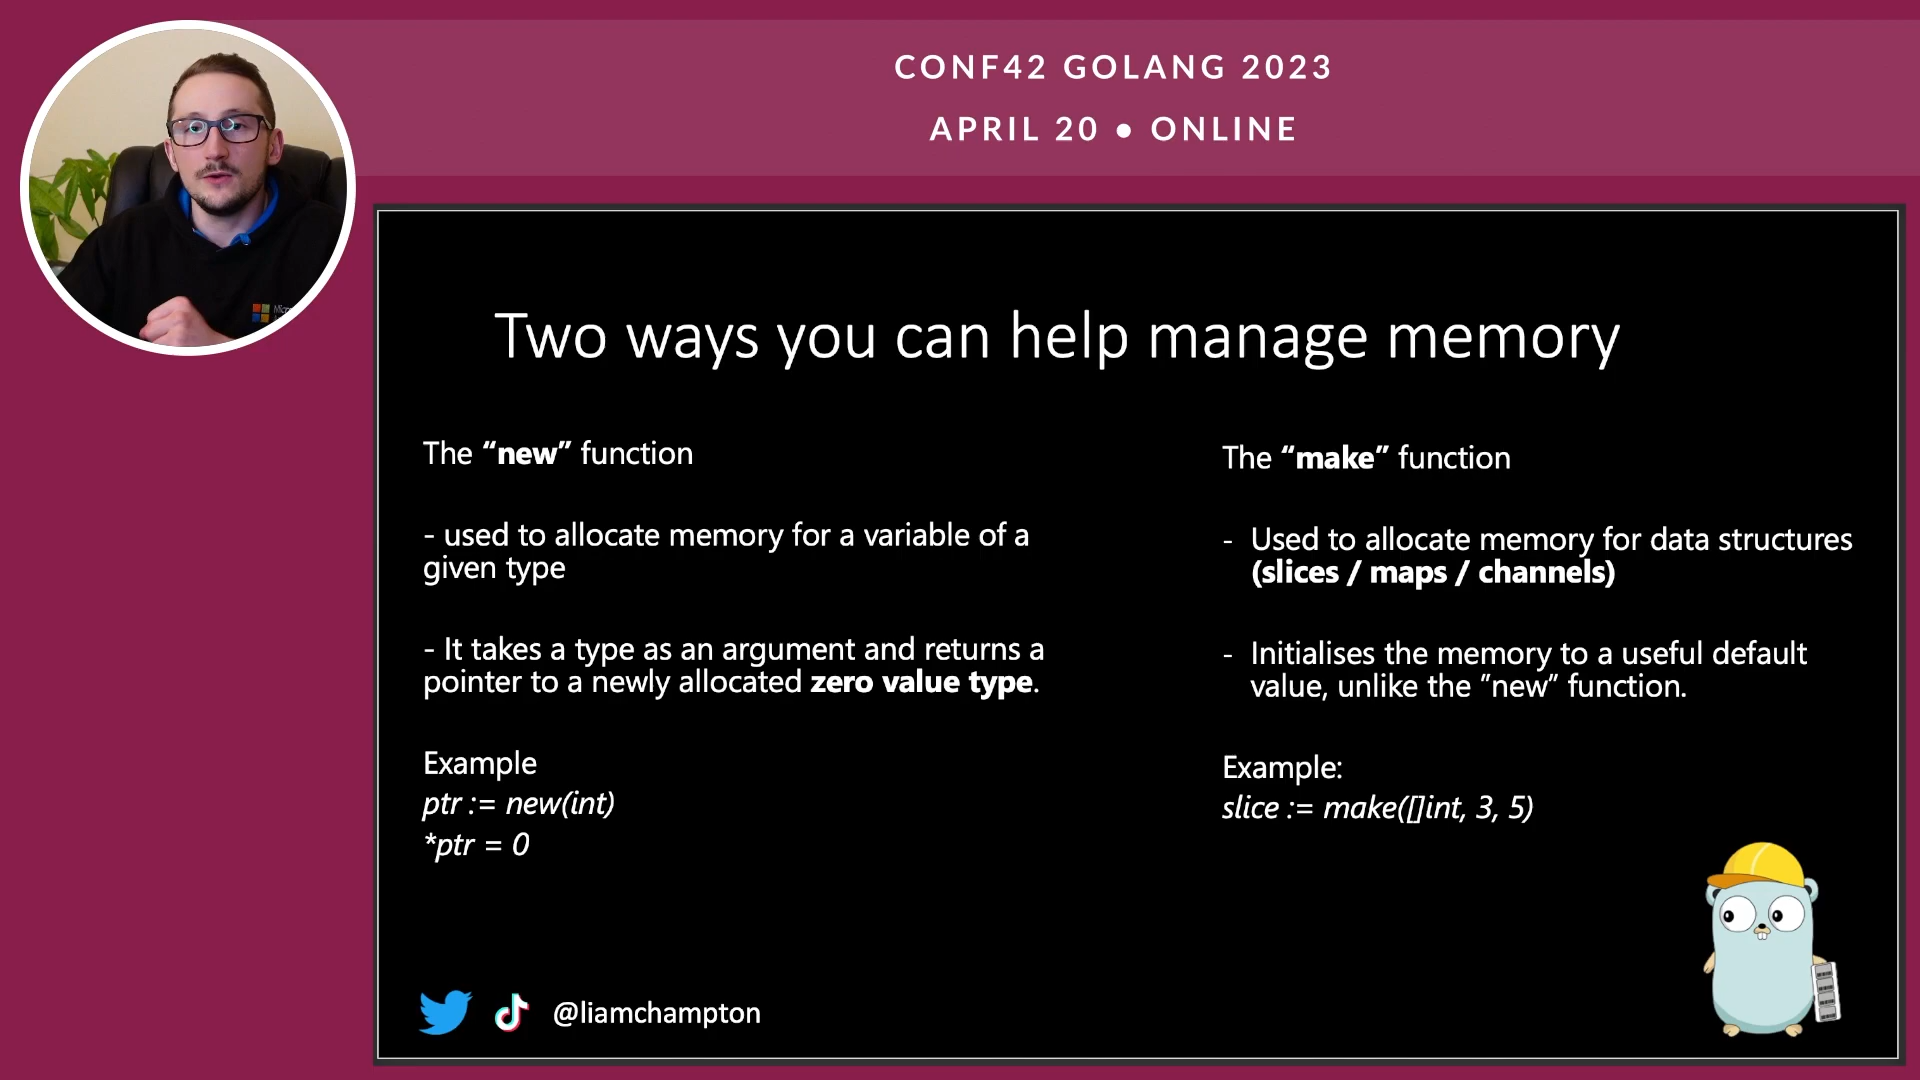 CONF42 GOLANG 2023
APRIL 20 • ONLINE
Two ways you can help manage memory
The “new” function
- used to allocate memory for a variable of a
given type
- It takes a type as an argument and returns a
pointer to a newly allocated zero value type.
Example
ptr := new(int)
*ptr = 0
The “make” function
- Used to allocate memory for data structures
(slices / maps / channels)
- Initialises the memory to a useful default
value, unlike the ”new” function.
Example:
slice := make([]int, 3, 5)
@liamchampton